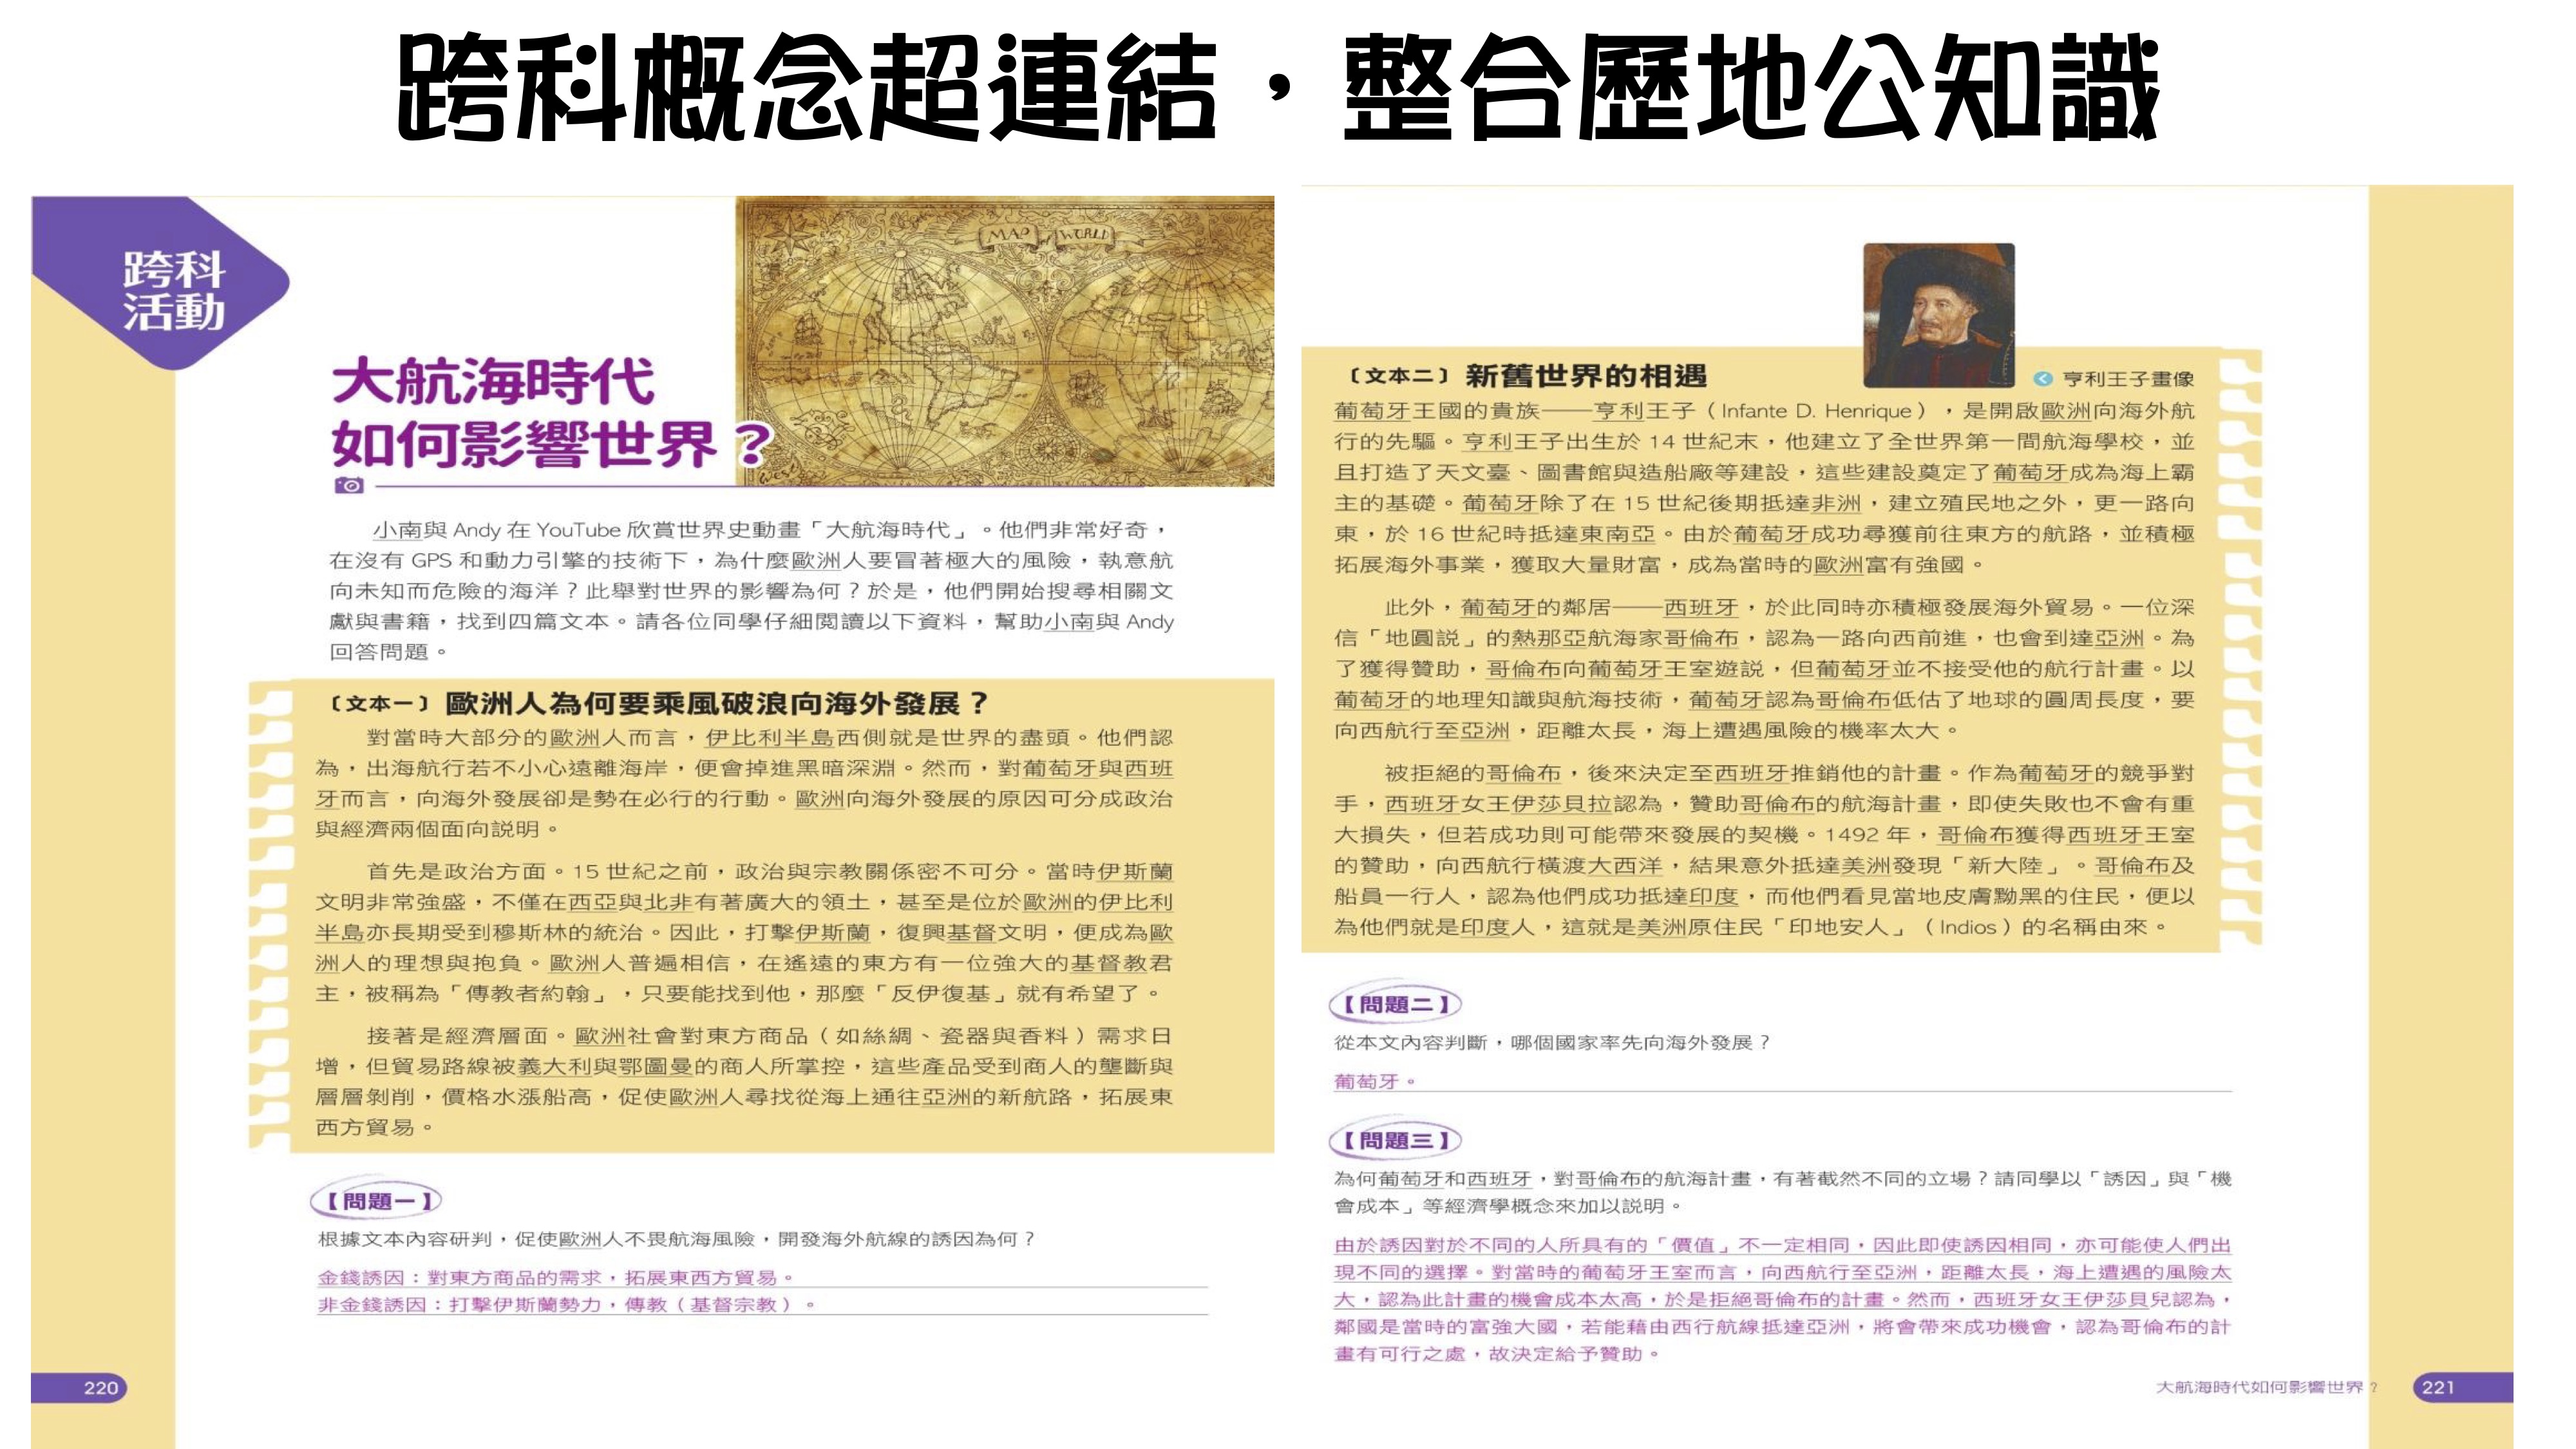 跨科概念超連結，整合歷地公知識
跨科
活動
MAP of WORLD
大航海時代
如何影響世界？
小南與 Andy 在 YouTube 欣賞世界史動畫「大航海時代」。他們非常好奇，
在沒有 GPS 和動力引擎的技術下，為什麼歐洲人要冒著極大的風險，執意航
向未知而危險的海洋？此舉對世界的影響為何？於是，他們開始搜尋相關文
獻與書籍，找到四篇文本。請各位同學仔細閱讀以下資料，幫助小南與 Andy
回答問題。
〔文本一〕歐洲人為何要乘風破浪向海外發展？
對當時大部分的歐洲人而言，伊比利半島西側就是世界的盡頭。他們認
為，出海航行若不小心遠離海岸，便會掉進黑暗深淵。然而，對葡萄牙與西班
牙而言，向海外發展卻是勢在必行的行動。歐洲向海外發展的原因可分成政治
與經濟兩個面向說明。
首先是政治方面。15 世紀之前，政治與宗教關係密不可分。當時伊斯蘭
文明非常強盛，不僅在西亞與北非有著廣大的領土，甚至是位於歐洲的伊比利
半島亦長期受到穆斯林的統治。因此，打擊伊斯蘭，復興基督文明，便成為歐
洲人的理想與抱負。歐洲人普遍相信，在遙遠的東方有一位強大的基督教君
主，被稱為「傳教者約翰」，只要能找到他，那麼「反伊復基」就有希望了。
接著是經濟層面。歐洲社會對東方商品（如絲綢、瓷器與香料）需求日
增，但貿易路線被義大利與鄂圖曼的商人所掌控，這些產品受到商人的壟斷與
層層剝削，價格水漲船高，促使歐洲人尋找從海上通往亞洲的新航路，拓展東
西方貿易。
【問題一】
根據文本內容研判，促使歐洲人不畏航海風險，開發海外航線的誘因為何？
金錢誘因：對東方商品的需求，拓展東西方貿易。
非金錢誘因：打擊伊斯蘭勢力，傳教（基督宗教）。
220
〔文本二〕新舊世界的相遇
亨利王子畫像
葡萄牙王國的貴族——亨利王子（Infante D. Henrique），是開啟歐洲向海外航
行的先驅。亨利王子出生於 14 世紀末，他建立了全世界第一間航海學校，並
且打造了天文臺、圖書館與造船廠等建設，這些建設奠定了葡萄牙成為海上霸
主的基礎。葡萄牙除了在 15 世紀後期抵達非洲，建立殖民地之外，更一路向
東，於 16 世紀時抵達東南亞。由於葡萄牙成功尋獲前往東方的航路，並積極
拓展海外事業，獲取大量財富，成為當時的歐洲富有強國。
此外，葡萄牙的鄰居——西班牙，於此同時亦積極發展海外貿易。一位深
信「地圓說」的熱那亞航海家哥倫布，認為一路向西前進，也會到達亞洲。為
了獲得贊助，哥倫布向葡萄牙王室遊說，但葡萄牙並不接受他的航行計畫。以
葡萄牙的地理知識與航海技術，葡萄牙認為哥倫布低估了地球的圓周長度，要
向西航行至亞洲，距離太長，海上遭遇風險的機率太大。
被拒絕的哥倫布，後來決定至西班牙推銷他的計畫。作為葡萄牙的競爭對
手，西班牙女王伊莎貝拉認為，贊助哥倫布的航海計畫，即使失敗也不會有重
大損失，但若成功則可能帶來發展的契機。1492 年，哥倫布獲得西班牙王室
的贊助，向西航行橫渡大西洋，結果意外抵達美洲發現「新大陸」。哥倫布及
船員一行人，認為他們成功抵達印度，而他們看見當地皮膚黝黑的住民，便以
為他們就是印度人，這就是美洲原住民「印地安人」（Indios）的名稱由來。
【問題二】
從本文內容判斷，哪個國家率先向海外發展？
葡萄牙。
【問題三】
為何葡萄牙和西班牙，對哥倫布的航海計畫，有著截然不同的立場？請同學以「誘因」與「機
會成本」等經濟學概念來加以說明。
由於誘因對於不同的人所具有的「價值」不一定相同，因此即使誘因相同，亦可能使人們出
現不同的選擇。對當時的葡萄牙王室而言，向西航行至亞洲，距離太長，海上遭遇的風險太
大，認為此計畫的機會成本太高，於是拒絕哥倫布的計畫。然而，西班牙女王伊莎貝兒認為，
鄰國是當時的富強大國，若能藉由西行航線抵達亞洲，將會帶來成功機會，認為哥倫布的計
畫有可行之處，故決定給予贊助。
大航海時代如何影響世界？
221